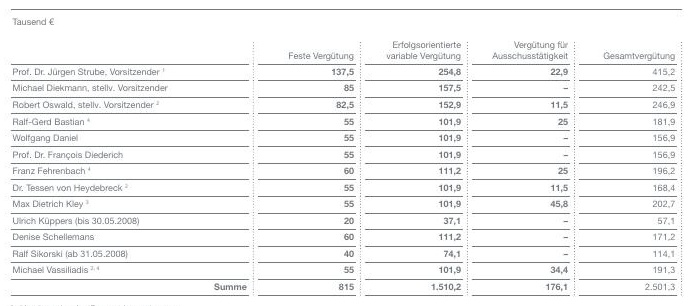 Tausend €
Feste Vergütung
Erfolgsorientierte
variable Vergütung
Vergütung für
Ausschusstätigkeit
Gesamtvergütung
Prof. Dr. Jürgen Strube, Vorsitzender ¹ 137,5 254,8 22,9 415,2
Michael Diekmann, stellv. Vorsitzender 85 157,5 – 242,5
Robert Oswald, stellv. Vorsitzender ² 82,5 152,9 11,5 246,9
Ralf-Gerd Bastian ⁴ 55 101,9 25 181,9
Wolfgang Daniel 55 101,9 – 156,9
Prof. Dr. François Diederich 55 101,9 – 156,9
Franz Fehrenbach ⁴ 60 111,2 25 196,2
Dr. Tessen von Heydebreck ² 55 101,9 11,5 168,4
Max Dietrich Kley ³ 55 101,9 45,8 202,7
Ulrich Küppers (bis 30.05.2008) 20 37,1 – 57,1
Denise Schellemans 60 111,2 – 171,2
Ralf Sikorski (ab 31.05.2008) 40 74,1 – 114,1
Michael Vassiliadis ²˒ ⁴ 55 101,9 34,4 191,3
Summe 815 1.510,2 176,1 2.501,3